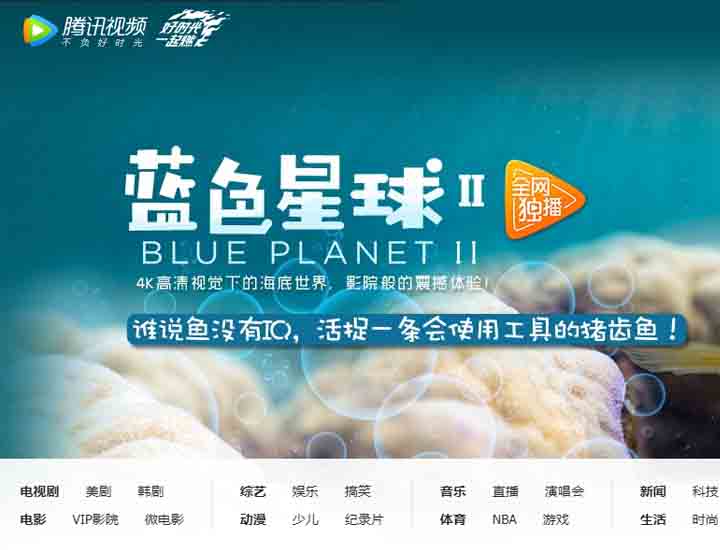 腾讯视频
不负好时光
好时光
一起燃
蓝色星球 II
全网
独播
BLUE PLANET II
4K高清视觉下的海底世界，影院般的震撼体验!
谁说鱼没有IQ，活捉一条会使用工具的猪齿鱼！
电视剧 美剧 韩剧 综艺 娱乐 搞笑 音乐 直播 演唱会 新闻 科技
电影 VIP影院 微电影 动漫 少儿 纪录片 体育 NBA 游戏 生活 时尚